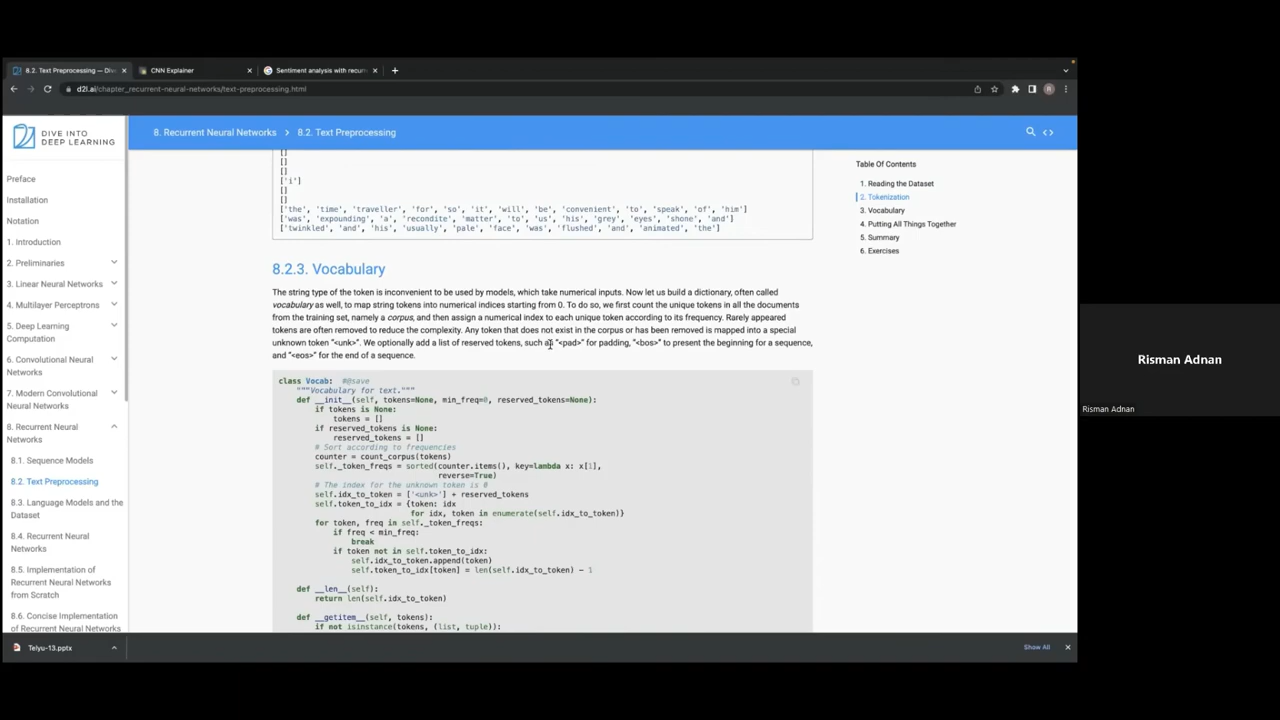 8.2. Text Preprocessing — Div
CNN Explainer
Sentiment analysis with recurr
d2l.ai/chapter_recurrent-neural-networks/text-preprocessing.html
DIVE INTO
DEEP LEARNING
8. Recurrent Neural Networks > 8.2. Text Preprocessing
Preface
Installation
Notation
1. Introduction
2. Preliminaries
3. Linear Neural Networks
4. Multilayer Perceptrons
5. Deep Learning
Computation
6. Convolutional Neural
Networks
7. Modern Convolutional
Neural Networks
8. Recurrent Neural
Networks
8.1. Sequence Models
8.2. Text Preprocessing
8.3. Language Models and the
Dataset
8.4. Recurrent Neural
Networks
8.5. Implementation of
Recurrent Neural Networks
from Scratch
8.6. Concise Implementation
of Recurrent Neural Networks
[]
[]
[]
['i']
[]
[]
['the', 'time', 'traveller', 'for', 'so', 'it', 'will', 'be', 'convenient', 'to', 'speak', 'of', 'him']
['was', 'expounding', 'a', 'recondite', 'matter', 'to', 'us', 'his', 'grey', 'eyes', 'shone', 'and']
['twinkled', 'and', 'his', 'usually', 'pale', 'face', 'was', 'flushed', 'and', 'animated', 'the']
8.2.3. Vocabulary
The string type of the token is inconvenient to be used by models, which take numerical inputs. Now let us build a dictionary, often called
vocabulary as well, to map string tokens into numerical indices starting from 0. To do so, we first count the unique tokens in all the documents
from the training set, namely a corpus, and then assign a numerical index to each unique token according to its frequency. Rarely appeared
tokens are often removed to reduce the complexity. Any token that does not exist in the corpus or has been removed is mapped into a special
unknown token "<unk>". We optionally add a list of reserved tokens, such as "<pad>" for padding, "<bos>" to present the beginning for a sequence,
and "<eos>" for the end of a sequence.
class Vocab: #@save
"""Vocabulary for text."""
def __init__(self, tokens=None, min_freq=0, reserved_tokens=None):
if tokens is None:
tokens = []
if reserved_tokens is None:
reserved_tokens = []
# Sort according to frequencies
counter = count_corpus(tokens)
self._token_freqs = sorted(counter.items(), key=lambda x: x[1],
reverse=True)
# The index for the unknown token is 0
self.idx_to_token = ['<unk>'] + reserved_tokens
self.token_to_idx = {token: idx
for idx, token in enumerate(self.idx_to_token)}
for token, freq in self._token_freqs:
if freq < min_freq:
break
if token not in self.token_to_idx:
self.idx_to_token.append(token)
self.token_to_idx[token] = len(self.idx_to_token) - 1
def __len__(self):
return len(self.idx_to_token)
def __getitem__(self, tokens):
if not isinstance(tokens, (list, tuple)):
Table Of Contents
1. Reading the Dataset
2. Tokenization
3. Vocabulary
4. Putting All Things Together
5. Summary
6. Exercises
Risman Adnan
Risman Adnan
Telyu-13.pptx
Show All